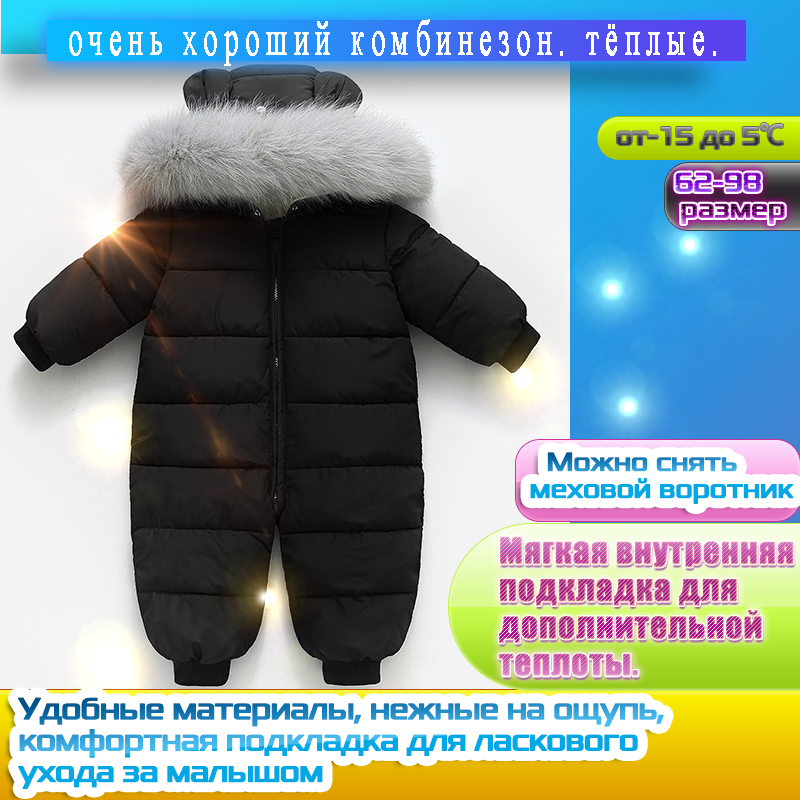 очень хороший комбинезон. тёплые.
от-15 до 5℃
62-98
размер
Можно снять
меховой воротник
Мягкая внутренняя
подкладка для
дополнительной
теплоты.
Удобные материалы, нежные на ощупь,
комфортная подкладка для ласкового
ухода за малышом